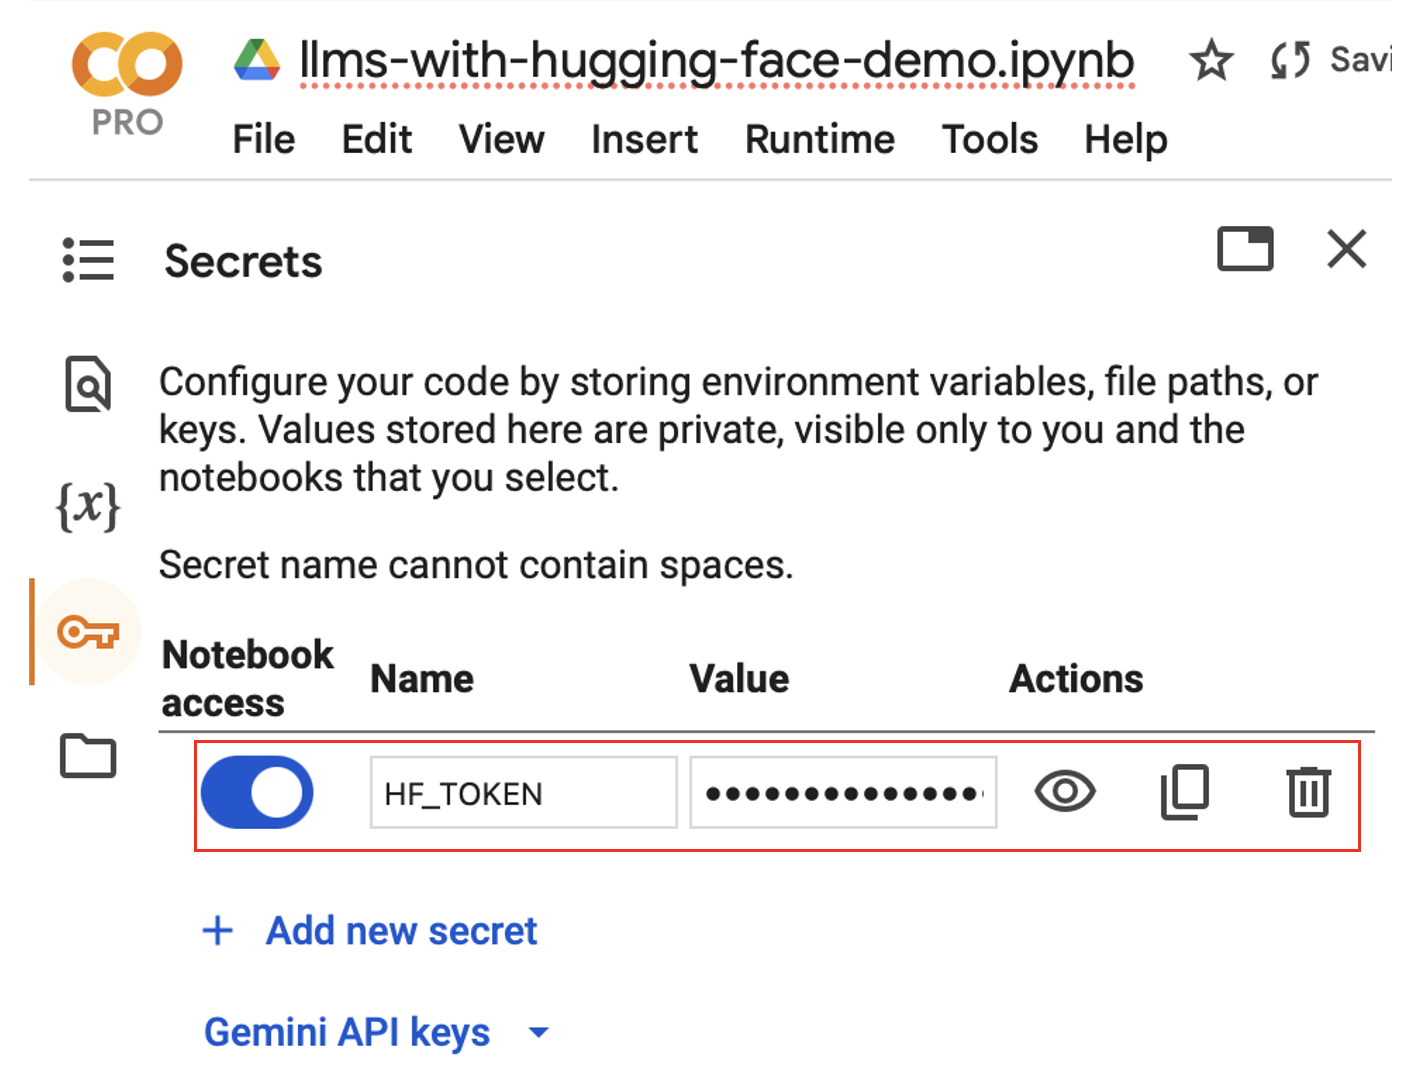 PRO
llms-with-hugging-face-demo.ipynb
File Edit View Insert Runtime Tools Help
Secrets
Configure your code by storing environment variables, file paths, or
keys. Values stored here are private, visible only to you and the
notebooks that you select.
Secret name cannot contain spaces.
Notebook
access
Name Value Actions
{x}
HF_TOKEN ••••••••••••••
+ Add new secret
Gemini API keys